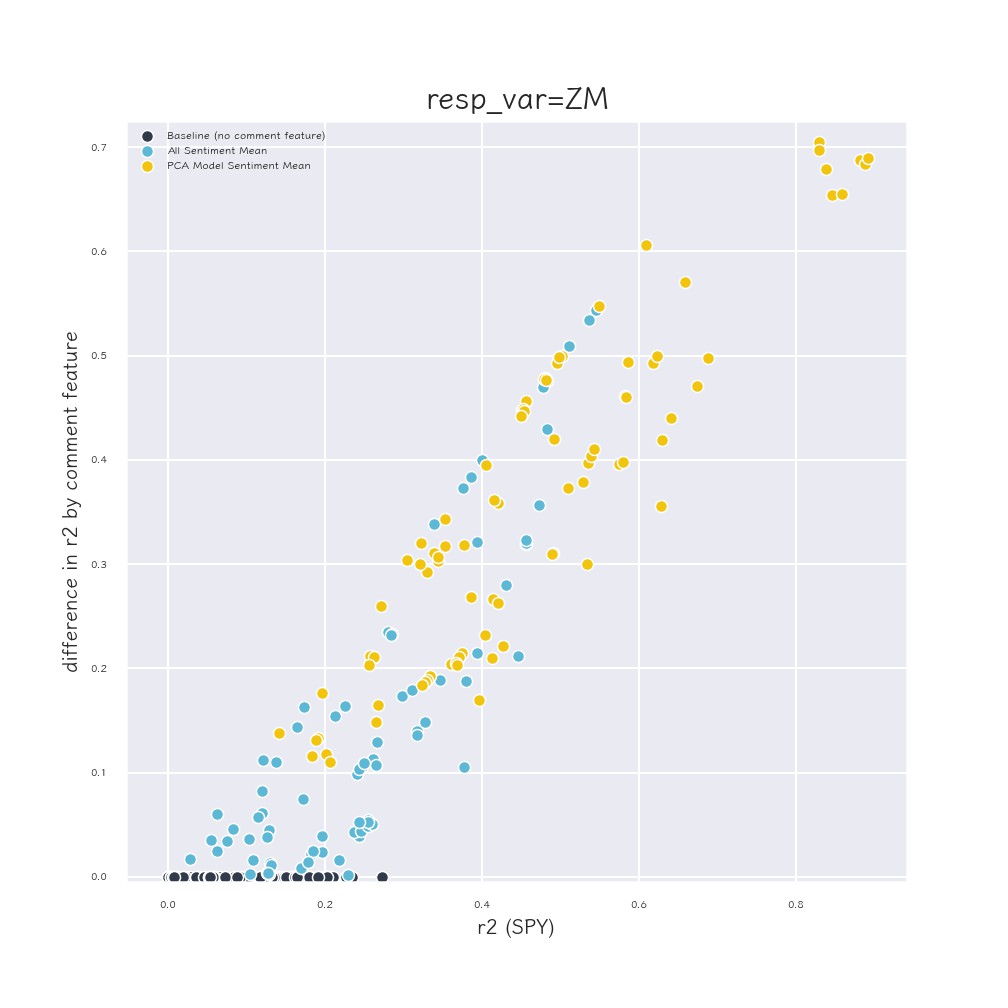 resp_var=ZM
Baseline (no comment feature)
All Sentiment Mean
PCA Model Sentiment Mean
difference in r2 by comment feature
0.7
0.6
0.5
0.4
0.3
0.2
0.1
0.0
0.0 0.2 0.4 0.6 0.8
r2 (SPY)